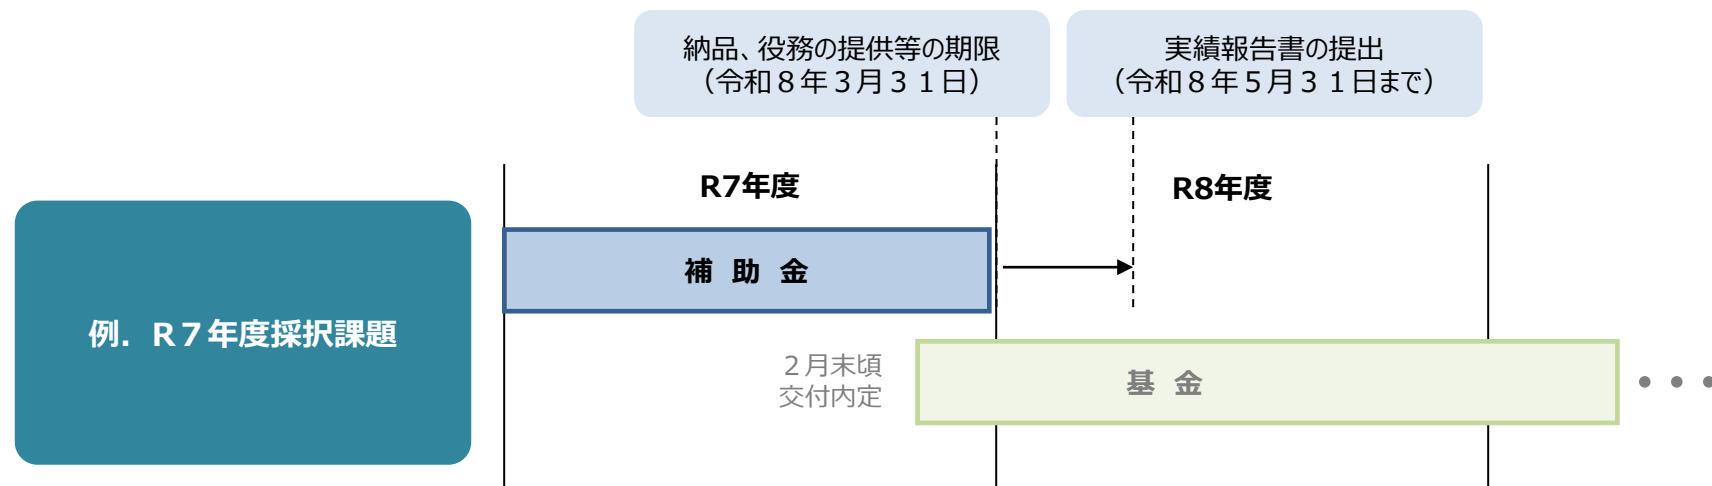 納品、役務の提供等の期限
（令和８年３月３１日）
実績報告書の提出
（令和８年５月３１日まで）
R7年度
R8年度
補 助 金
例．R７年度採択課題
２月末頃
交付内定
基 金
・・・